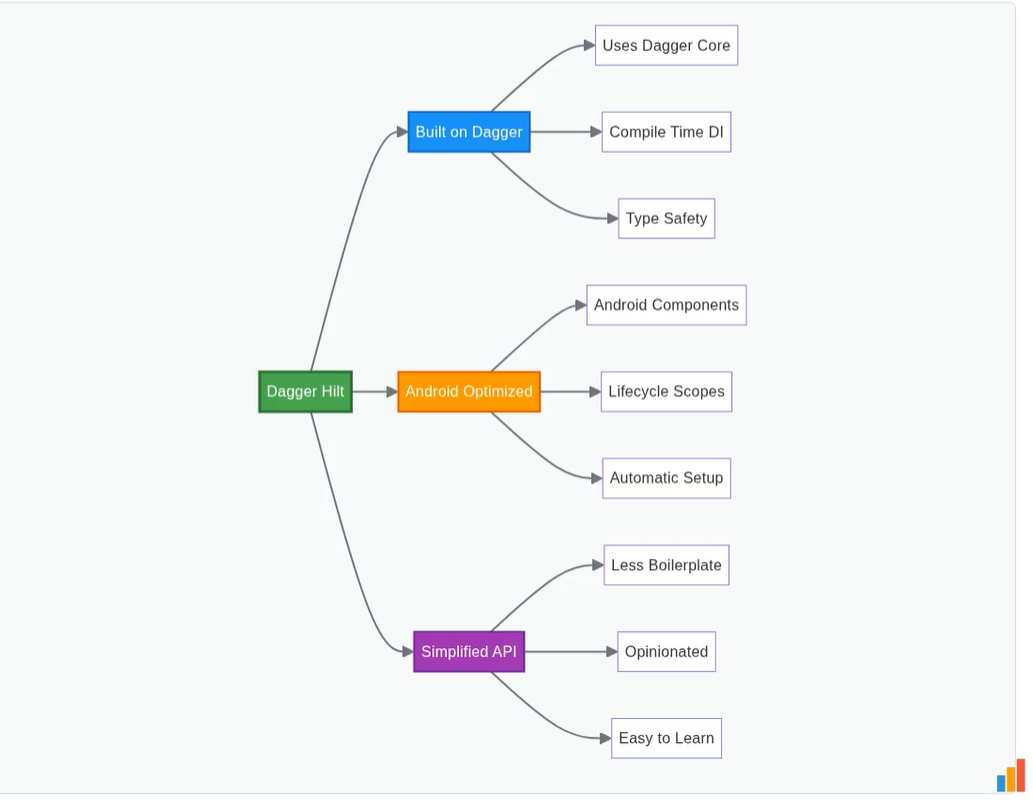 Dagger Hilt
Built on Dagger
Uses Dagger Core
Compile Time DI
Type Safety
Android Optimized
Android Components
Lifecycle Scopes
Automatic Setup
Simplified API
Less Boilerplate
Opinionated
Easy to Learn